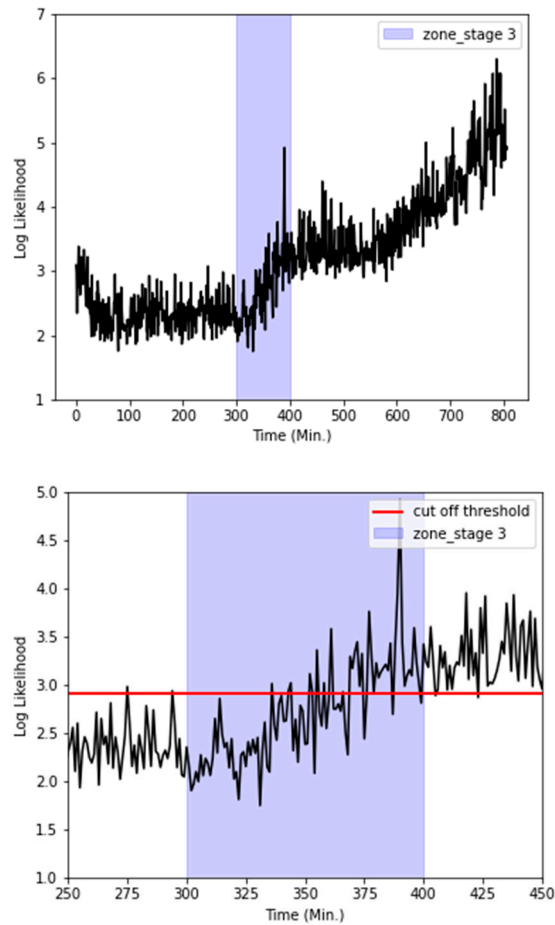 7
6
5
4
3
2
1
Log Likelihood
zone_stage 3
0 100 200 300 400 500 600 700 800
Time (Min.)
5.0
4.5
4.0
3.5
3.0
2.5
2.0
1.5
1.0
Log Likelihood
cut off threshold
zone_stage 3
250 275 300 325 350 375 400 425 450
Time (Min.)